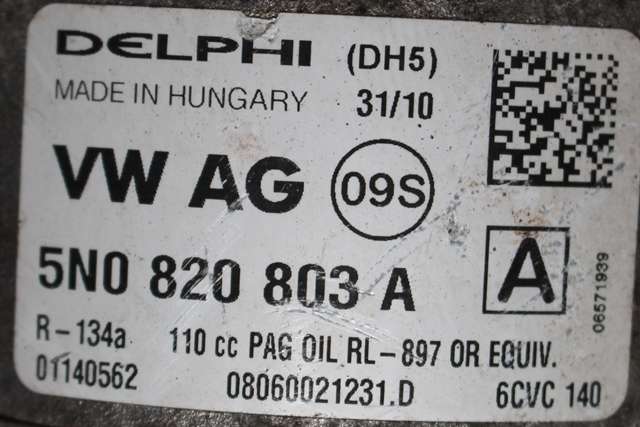 DELPHI (DH5)
MADE IN HUNGARY 31/10
VW AG 09S
5N0 820 803 A A
06571939
R-134a 110 cc PAG OIL RL-897 OR EQUIV.
01140562 08060021231.D 6CVC 140